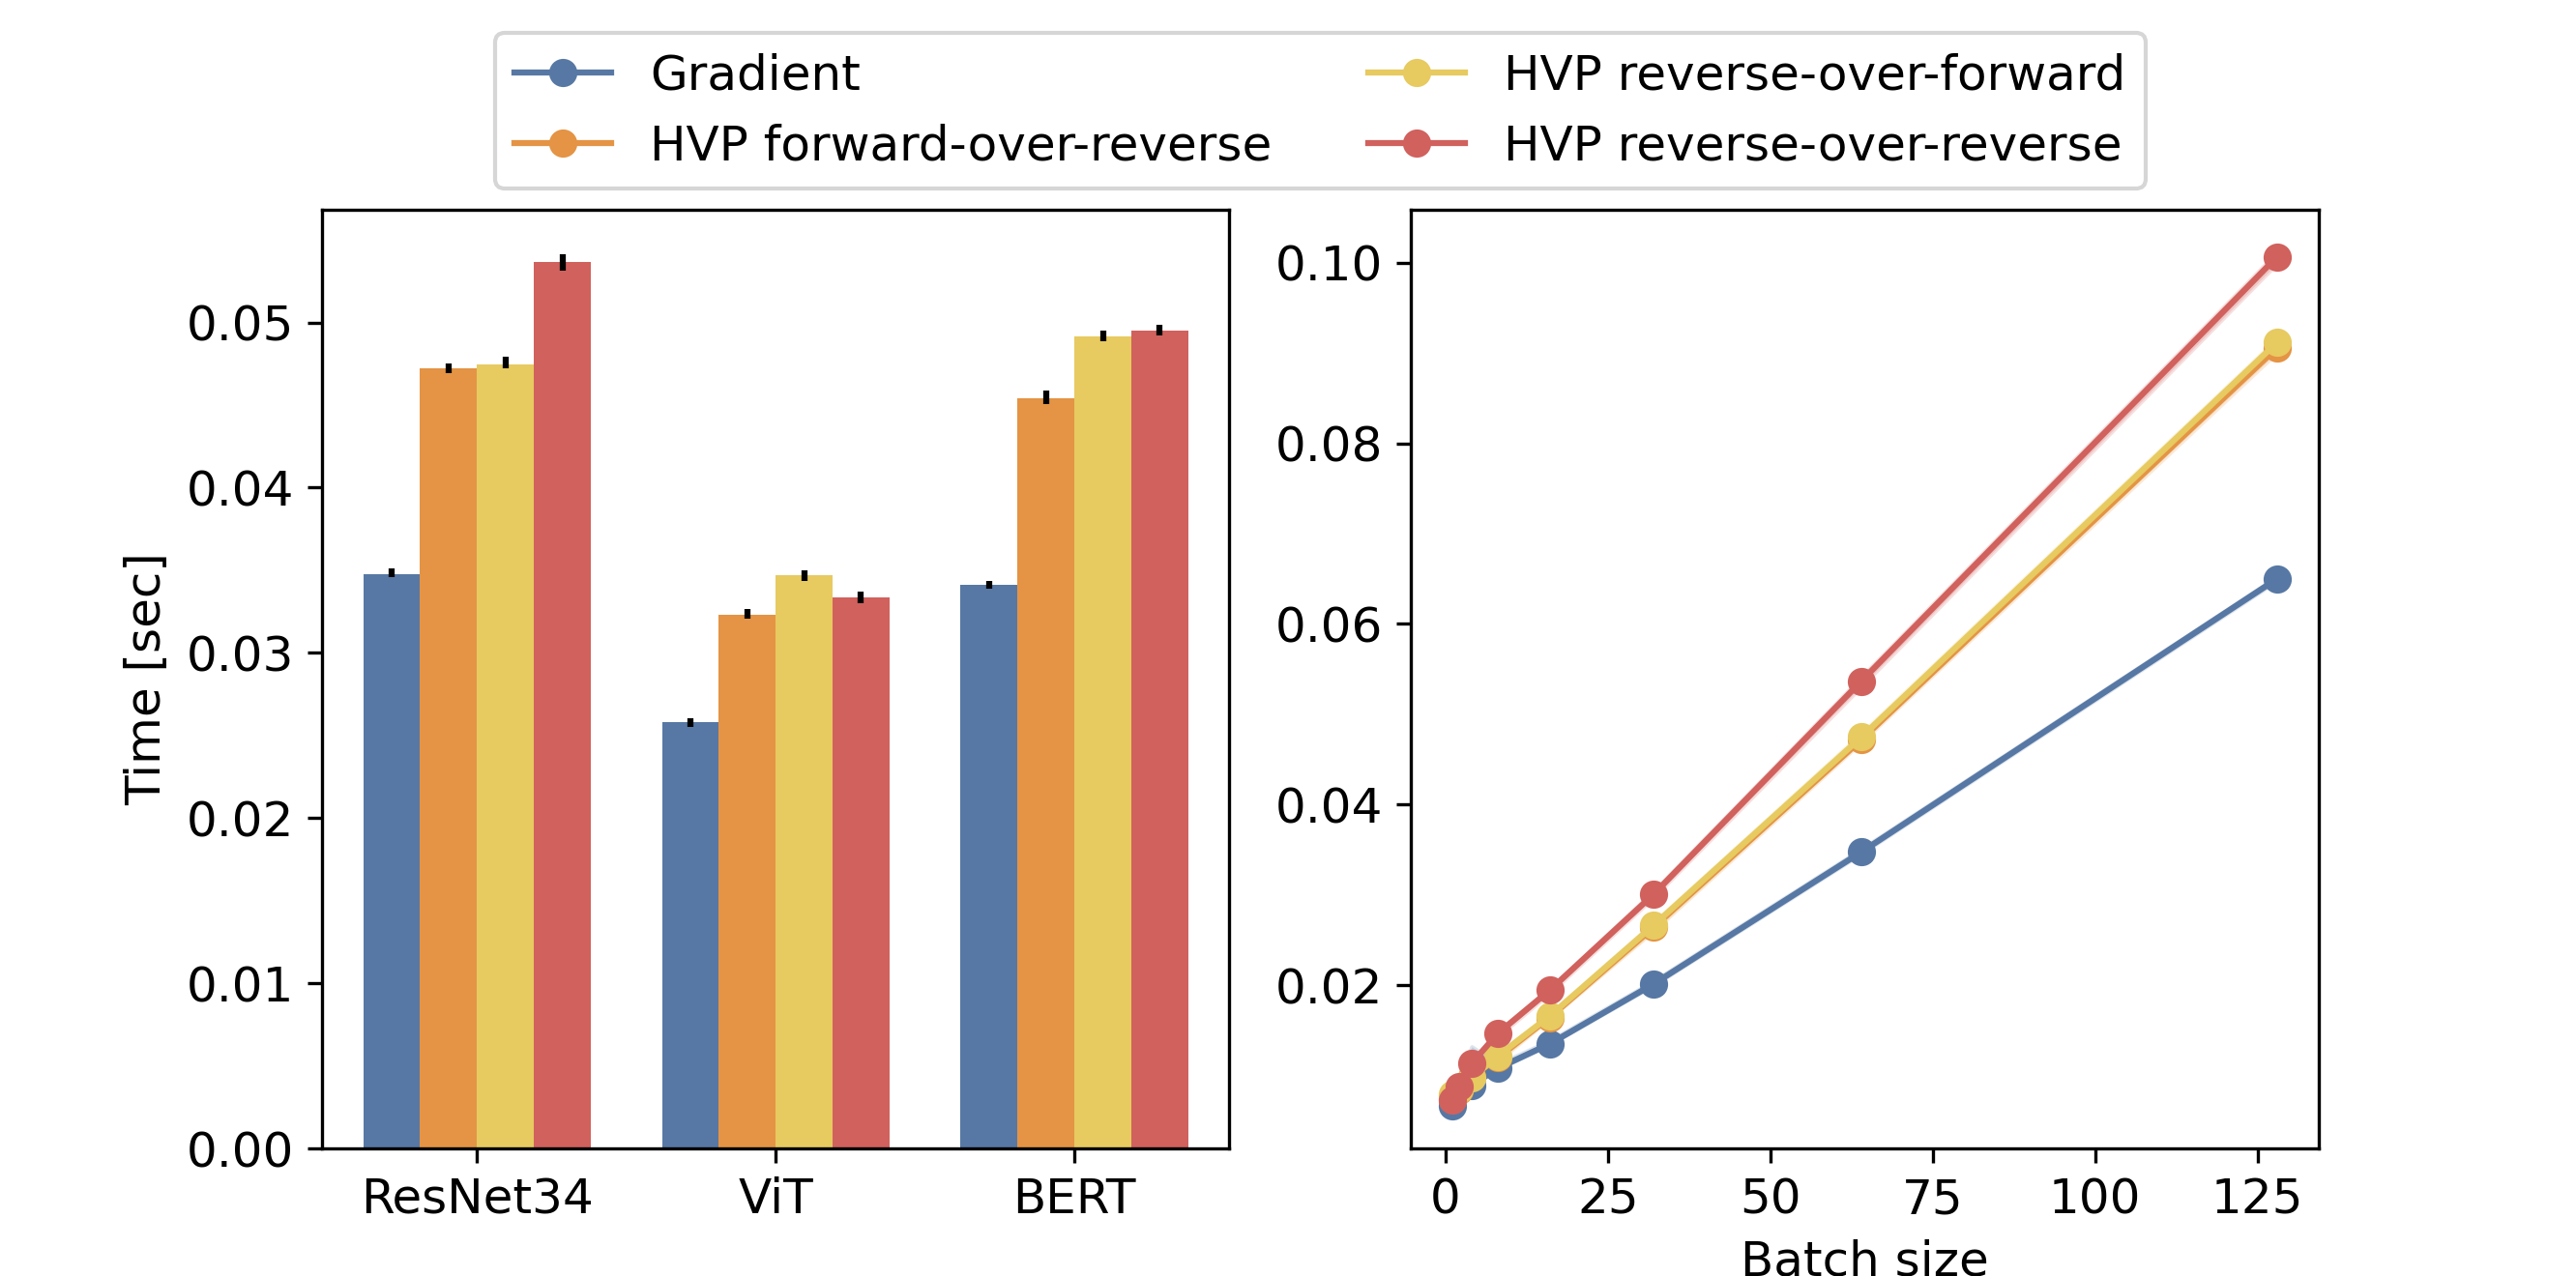 Gradient
HVP forward-over-reverse
HVP reverse-over-forward
HVP reverse-over-reverse
Time [sec]
0.05
0.04
0.03
0.02
0.01
0.00
ResNet34 ViT BERT
0.10
0.08
0.06
0.04
0.02
0 25 50 75 100 125
Batch size